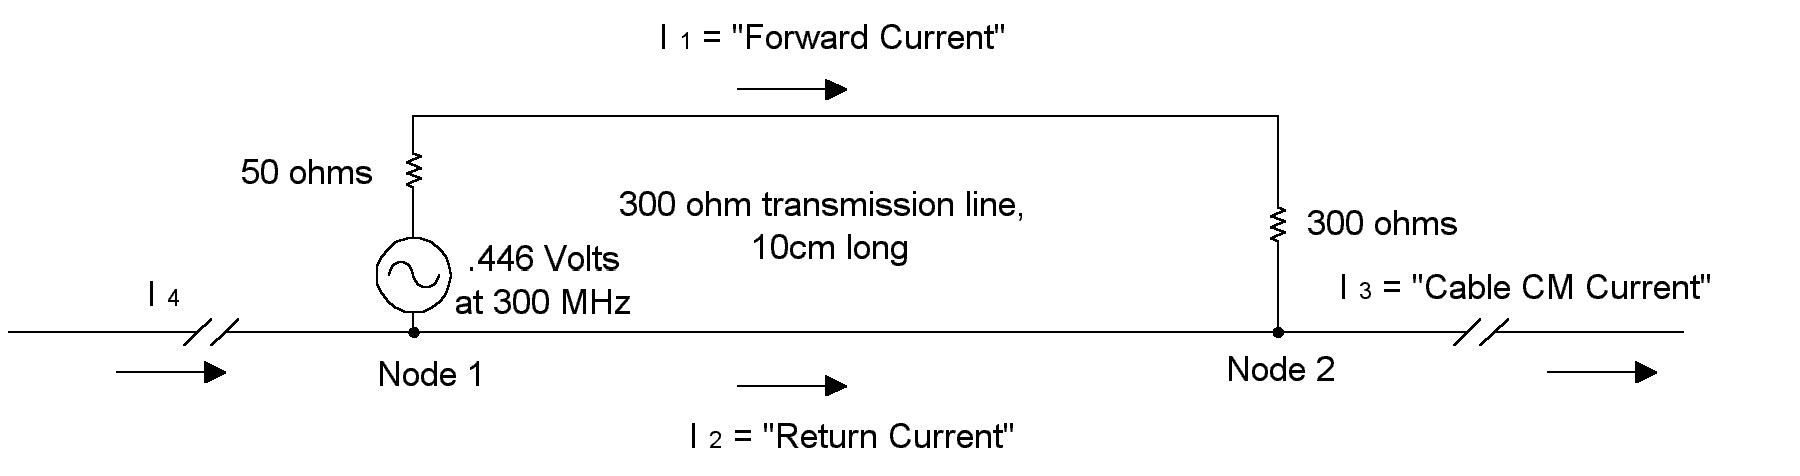 I 1 = "Forward Current"
50 ohms
300 ohm transmission line,
10cm long
300 ohms
.446 Volts
at 300 MHz
I 4
I 3 = "Cable CM Current"
Node 1
Node 2
I 2 = "Return Current"